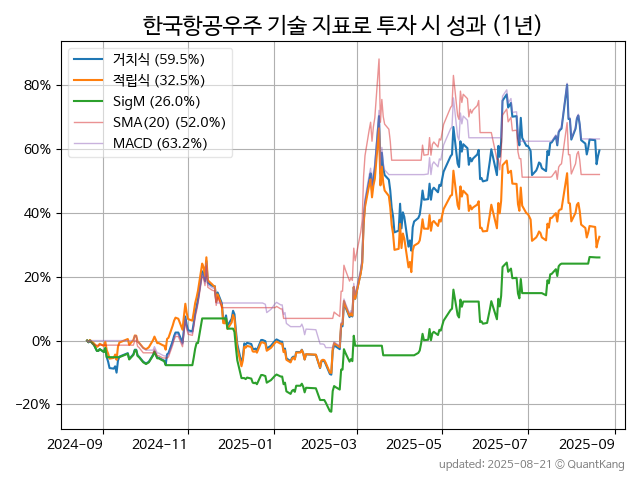 한국항공우주 기술 지표로 투자 시 성과 (1년)
거치식 (59.5%)
적립식 (32.5%)
SigM (26.0%)
SMA(20) (52.0%)
MACD (63.2%)
80%
60%
40%
20%
0%
−20%
2024−09 2024−11 2025−01 2025−03 2025−05 2025−07 2025−09
updated: 2025-08-21 © QuantKang